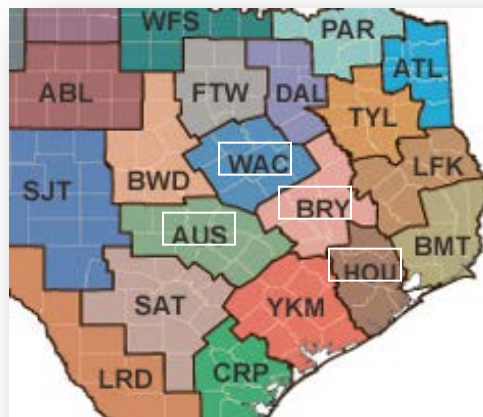 WFS
PAR
ATL
ABL
FTW
DAL
TYL
WAC
LFK
SJT
BWD
BRY
AUS
BMT
HOU
SAT
YKM
LRD
CRP